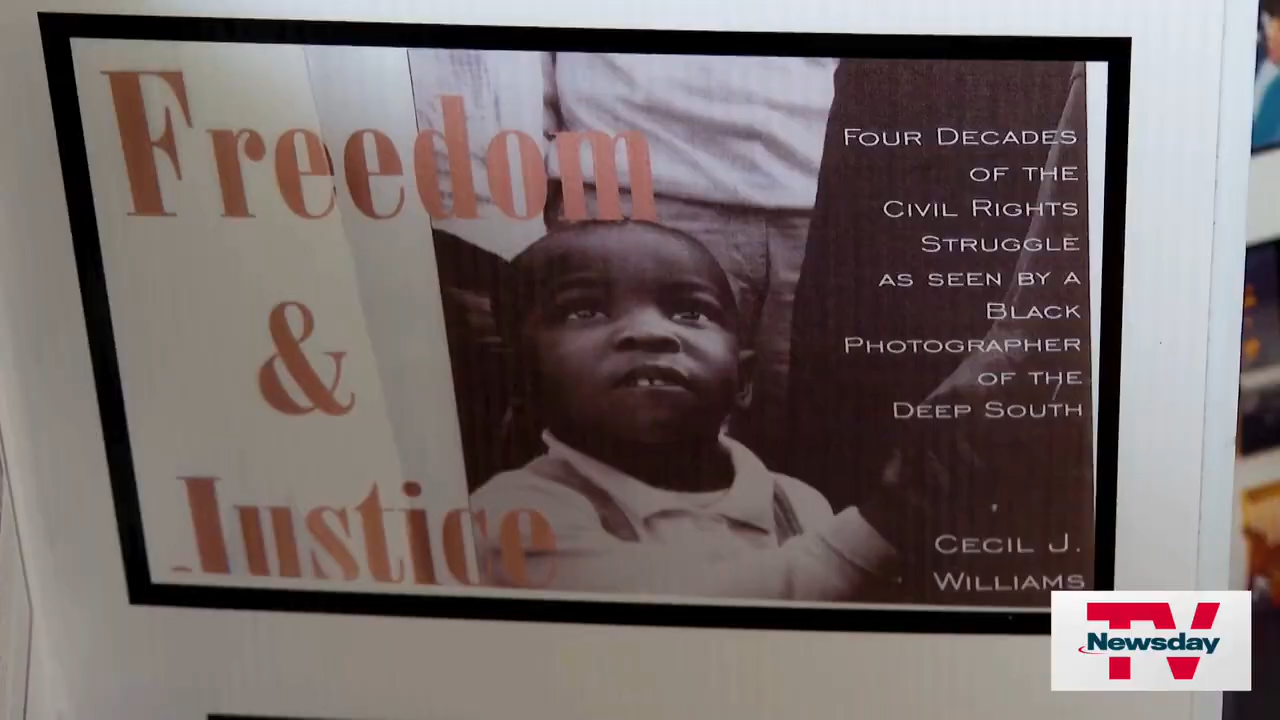 Freedom
&
Justice
Four Decades
of the
Civil Rights
Struggle
as seen by a
Black
Photographer
of the
Deep South
Cecil J.
Williams
TV
Newsday